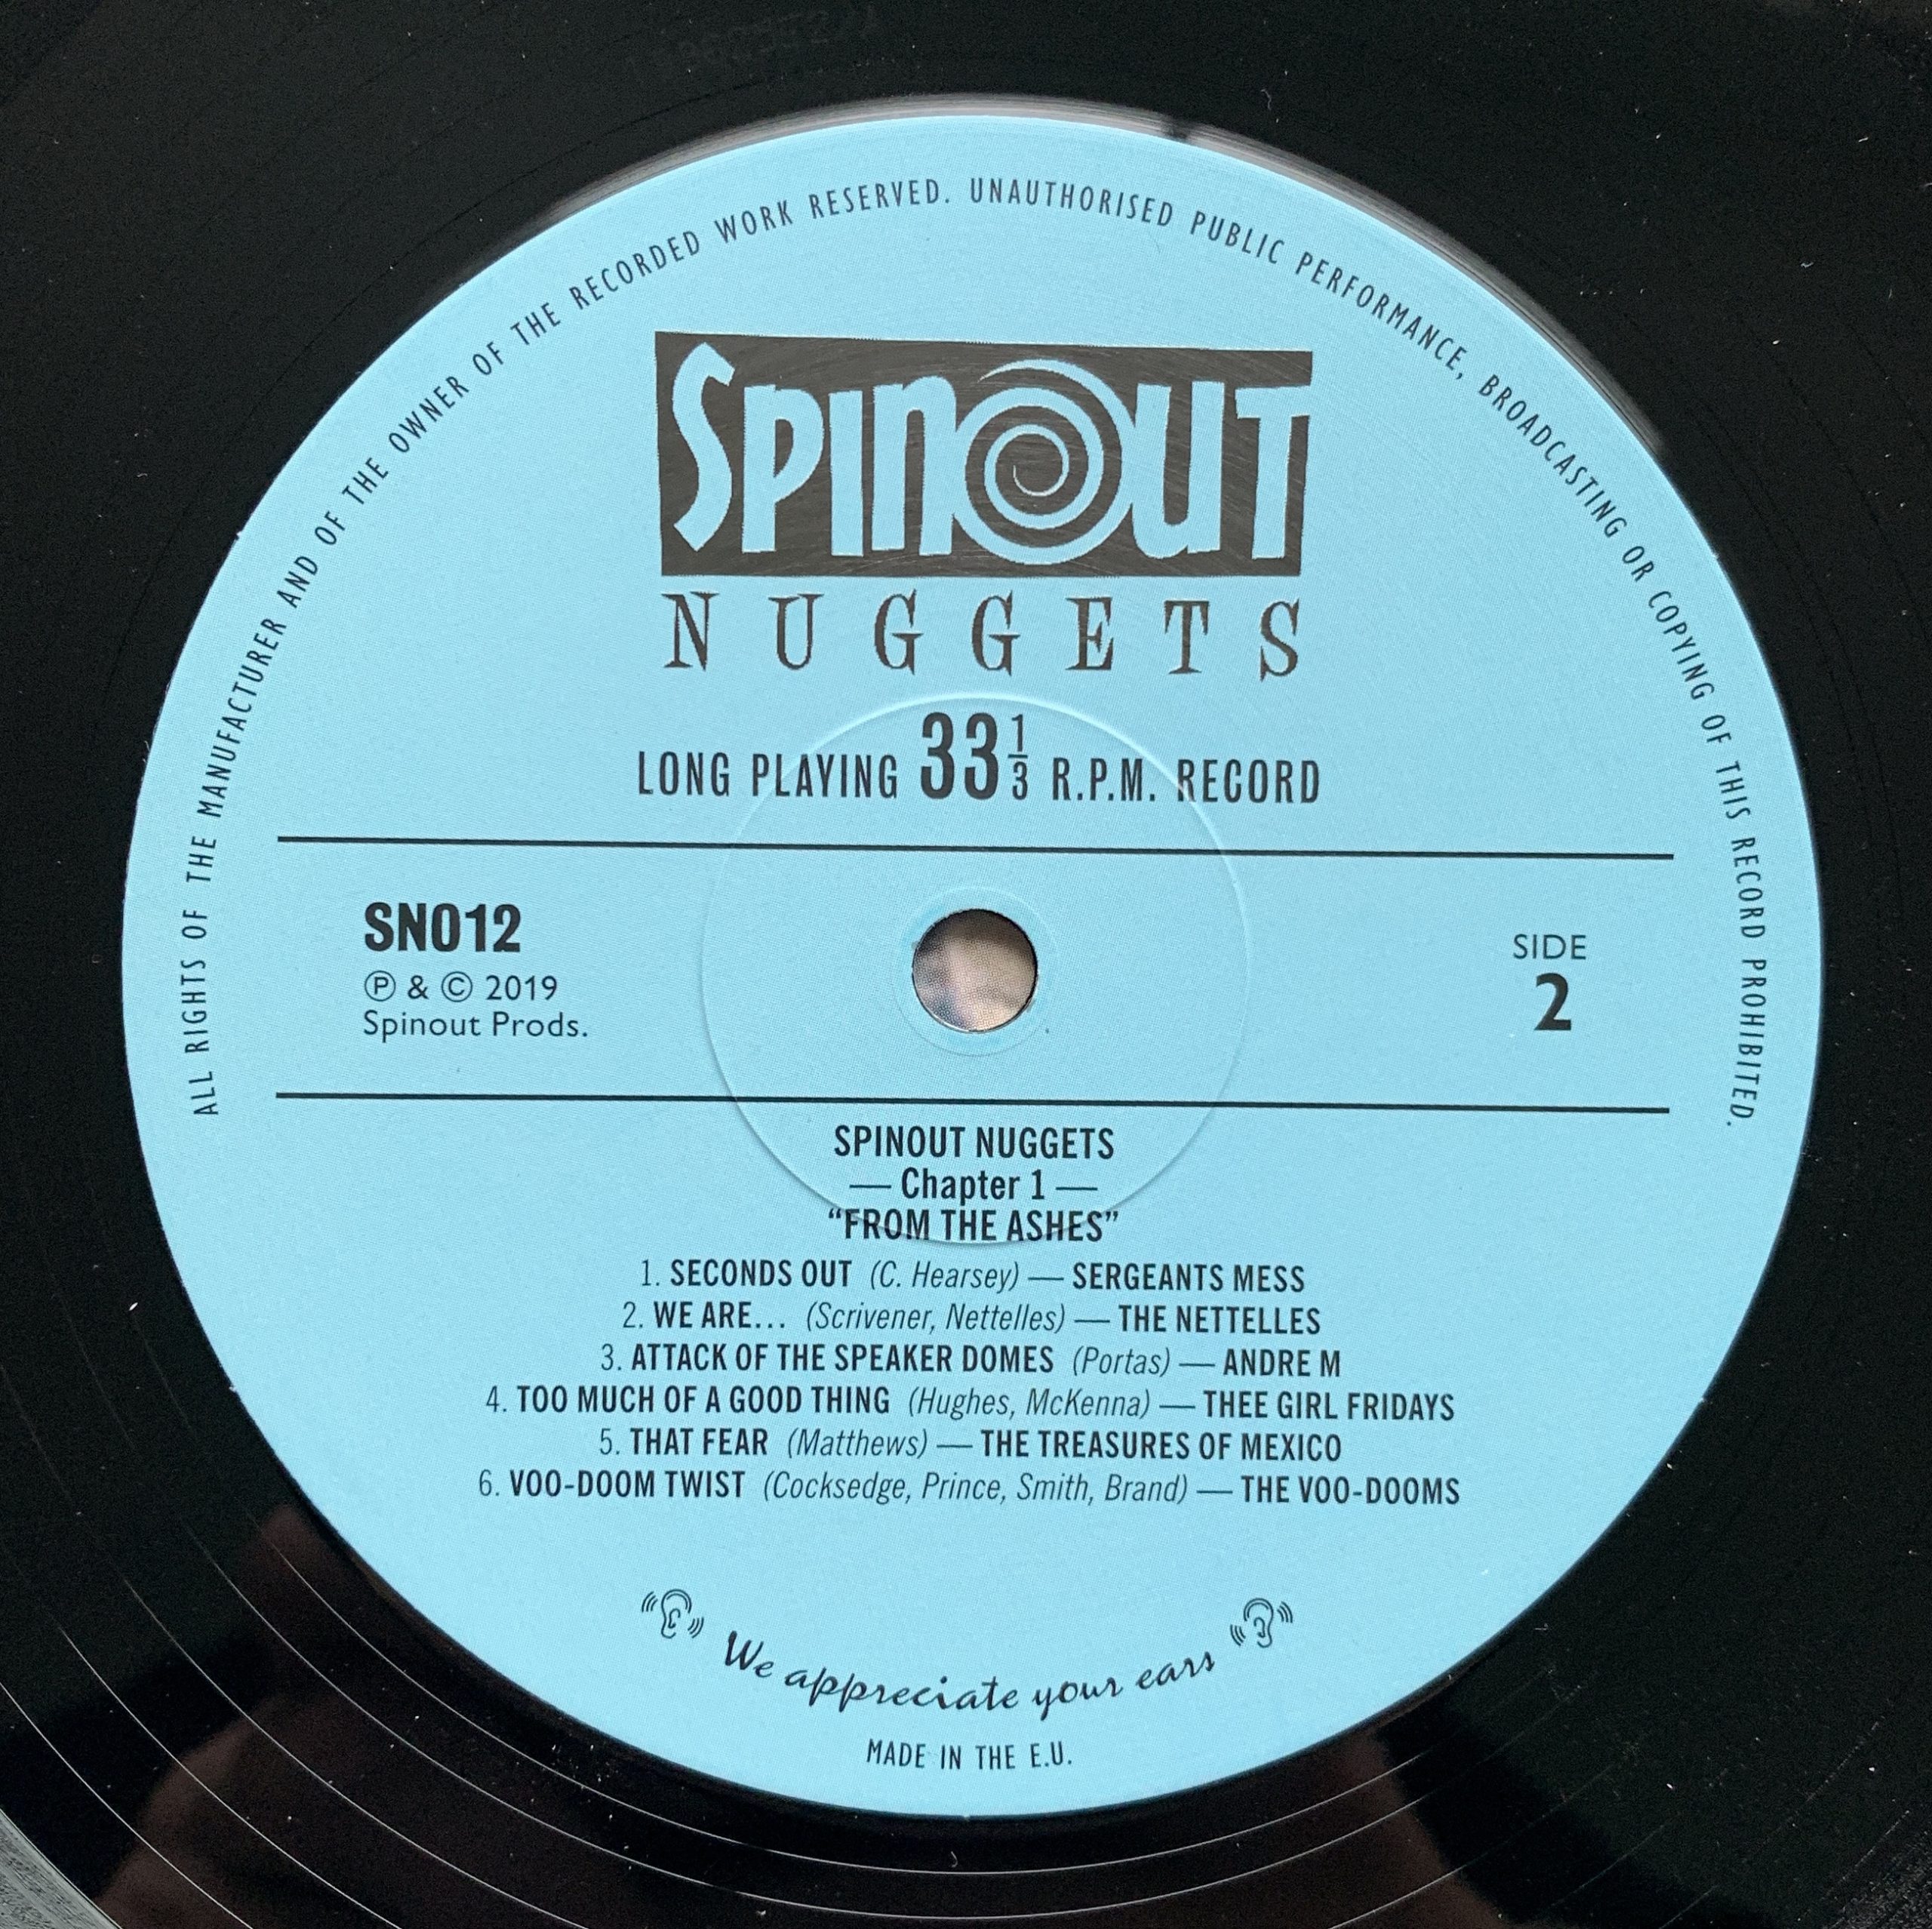 ALL RIGHTS OF THE MANUFACTURER AND OF THE OWNER OF THE RECORDED WORK RESERVED. UNAUTHORISED PUBLIC PERFORMANCE, BROADCASTING OR COPYING OF THIS RECORD PROHIBITED.
SPINOUT
NUGGETS
LONG PLAYING 33 1/3 R.P.M. RECORD
SN012
℗ & © 2019
Spinout Prods.
SIDE
2
SPINOUT NUGGETS
— Chapter 1 —
“FROM THE ASHES”
1. SECONDS OUT (C. Hearsey) — SERGEANTS MESS
2. WE ARE... (Scrivener, Nettelles) — THE NETTELLES
3. ATTACK OF THE SPEAKER DOMES (Portas) — ANDRE M
4. TOO MUCH OF A GOOD THING (Hughes, McKenna) — THEE GIRL FRIDAYS
5. THAT FEAR (Matthews) — THE TREASURES OF MEXICO
6. VOO-DOOM TWIST (Cocksedge, Prince, Smith, Brand) — THE VOO-DOOMS
We appreciate your ears
MADE IN THE E.U.